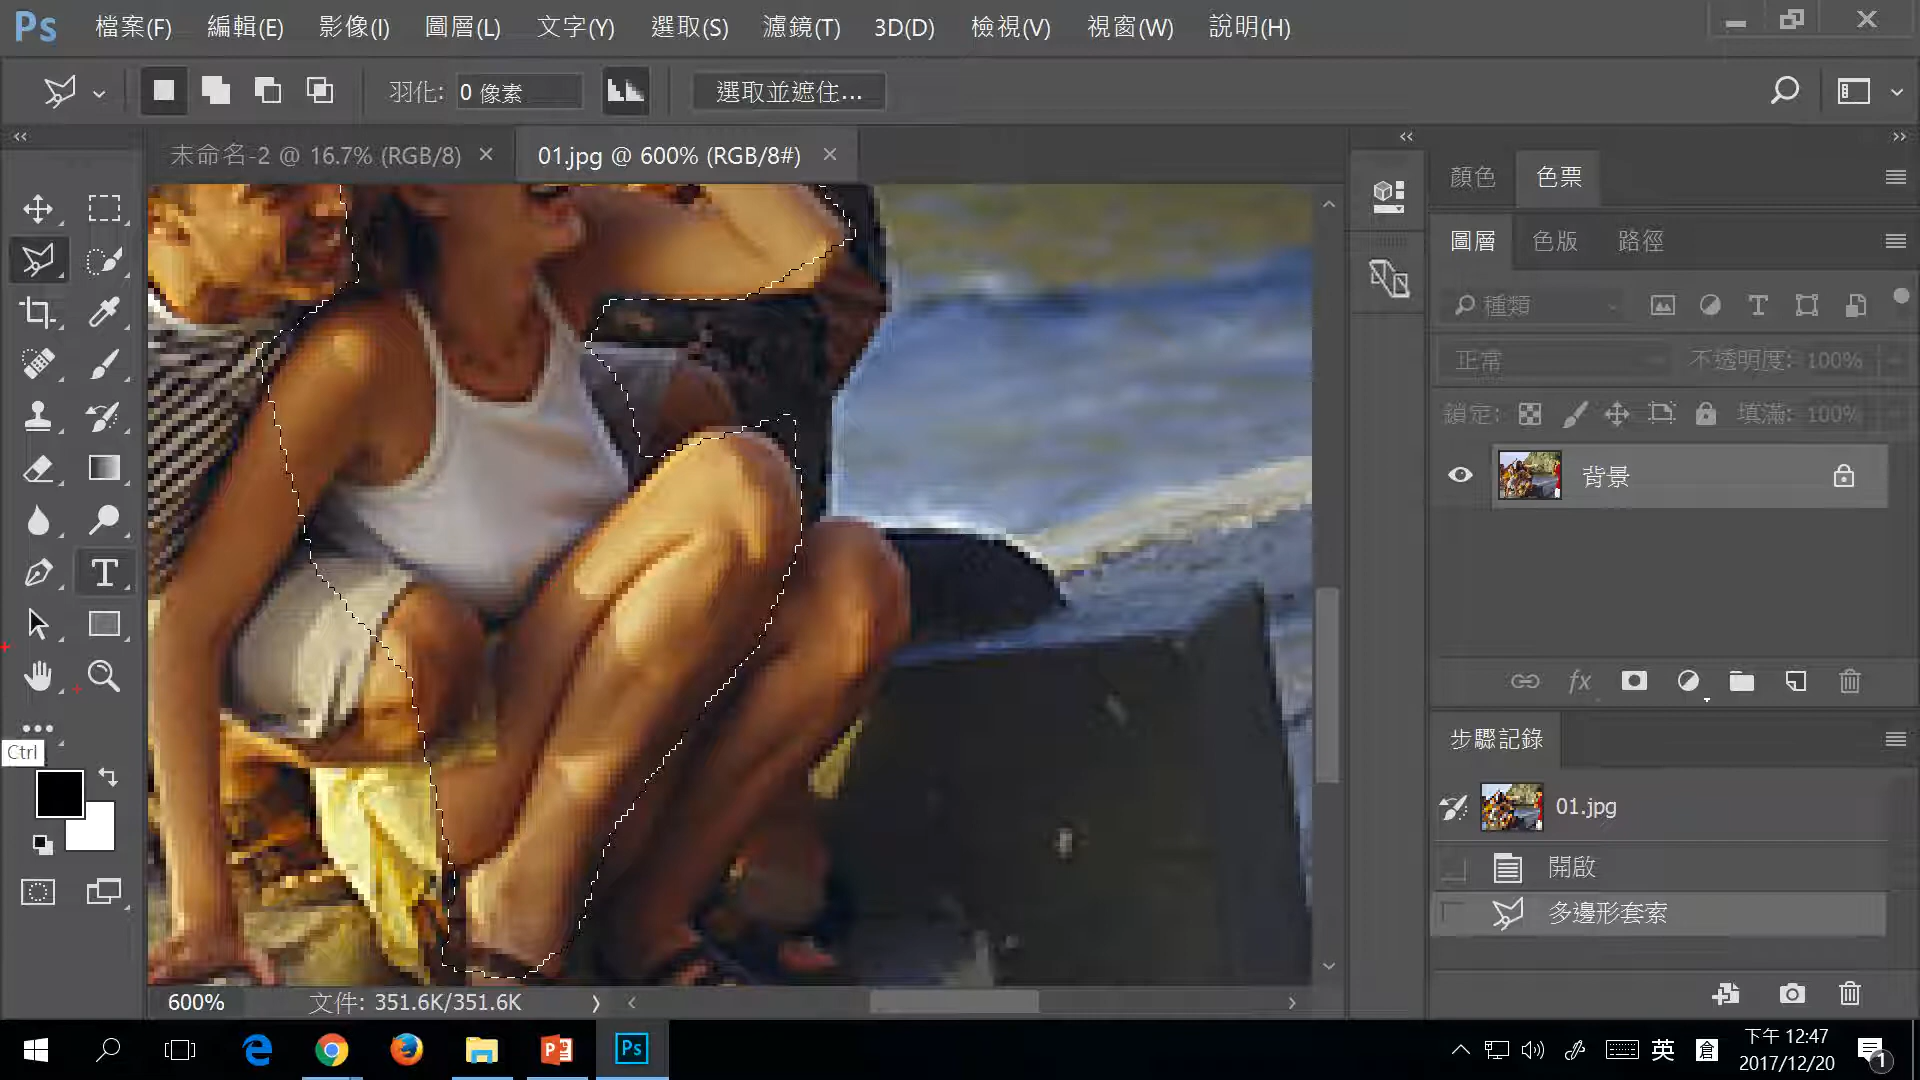 Ps 檔案(F) 編輯(E) 影像(I) 圖層(L) 文字(Y) 選取(S) 濾鏡(T) 3D(D) 檢視(V) 視窗(W) 說明(H)
羽化: 0 像素 選取並遮住...
未命名-2 @ 16.7% (RGB/8) × 01.jpg @ 600% (RGB/8#) ×
顏色 色票
圖層 色版 路徑
種類
正常 不透明度: 100%
鎖定: 填滿: 100%
背景
fx
Ctrl
步驟記錄
01.jpg
開啟
多邊形套索
600% 文件: 351.6K/351.6K
Ps 英 倉 下午 12:47
2017/12/20
1